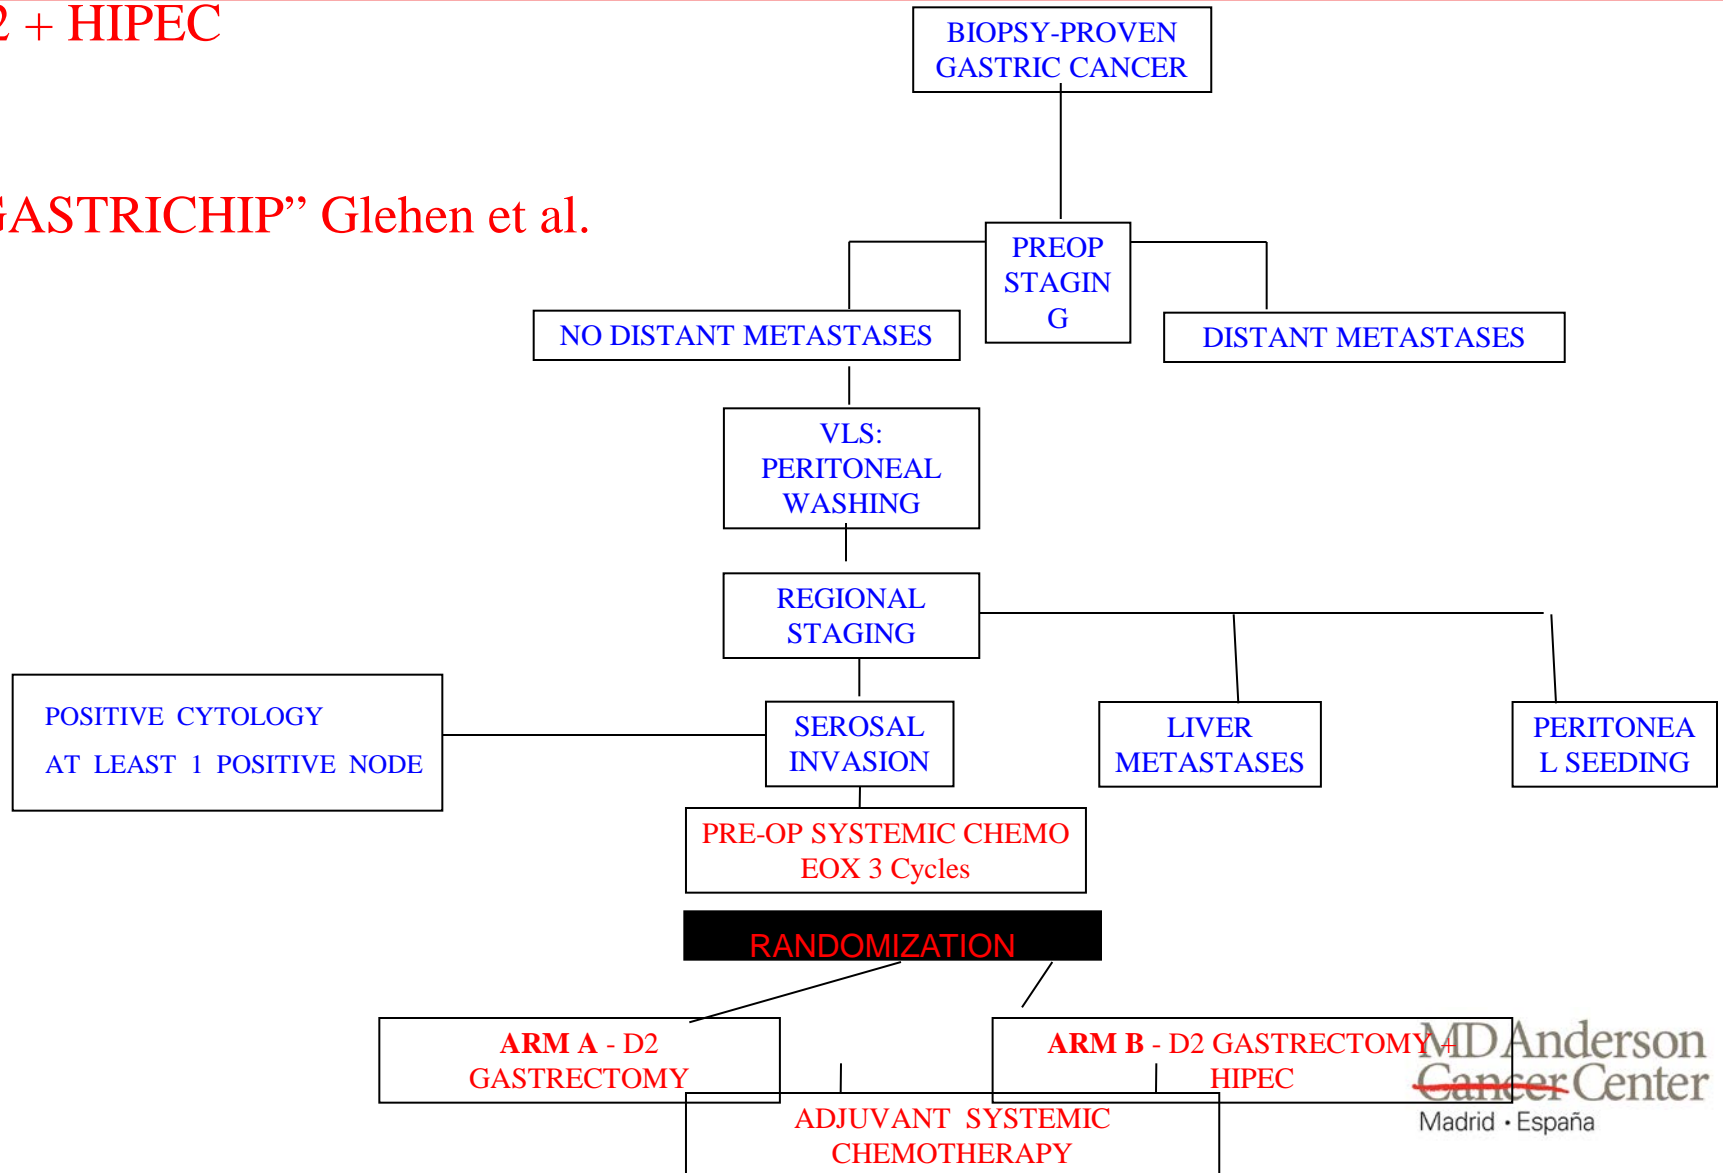 2 + HIPEC
BIOPSY-PROVEN
GASTRIC CANCER
GASTRICHIP” Glehen et al.
PREOP
STAGIN
G
NO DISTANT METASTASES
DISTANT METASTASES
VLS:
PERITONEAL
WASHING
REGIONAL
STAGING
POSITIVE CYTOLOGY
AT LEAST 1 POSITIVE NODE
SEROSAL
INVASION
LIVER
METASTASES
PERITONEA
L SEEDING
PRE-OP SYSTEMIC CHEMO
EOX 3 Cycles
RANDOMIZATION
ARM A - D2
GASTRECTOMY
ARM B - D2 GASTRECTOMY +
HIPEC
MD Anderson
Cancer Center
Madrid · España
ADJUVANT SYSTEMIC
CHEMOTHERAPY